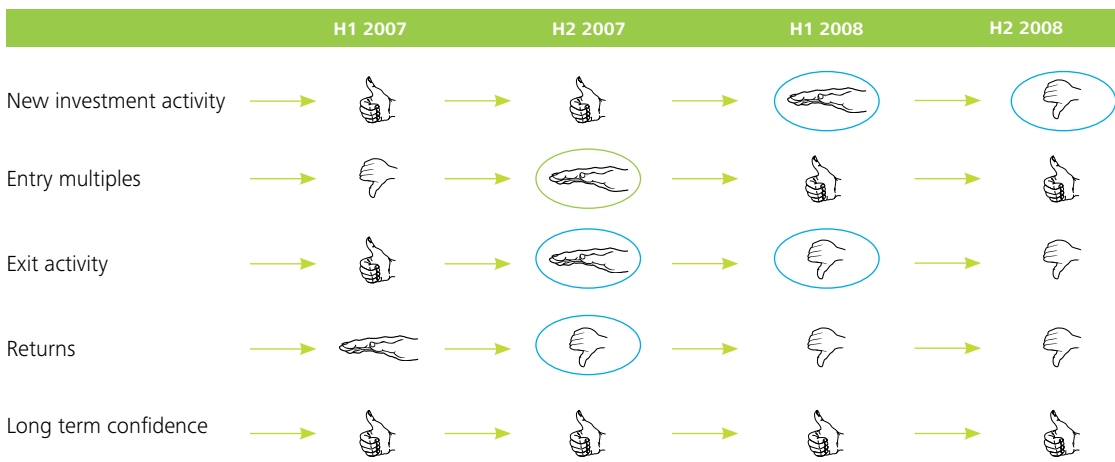 H1 2007 H2 2007 H1 2008 H2 2008
New investment activity
Entry multiples
Exit activity
Returns
Long term confidence